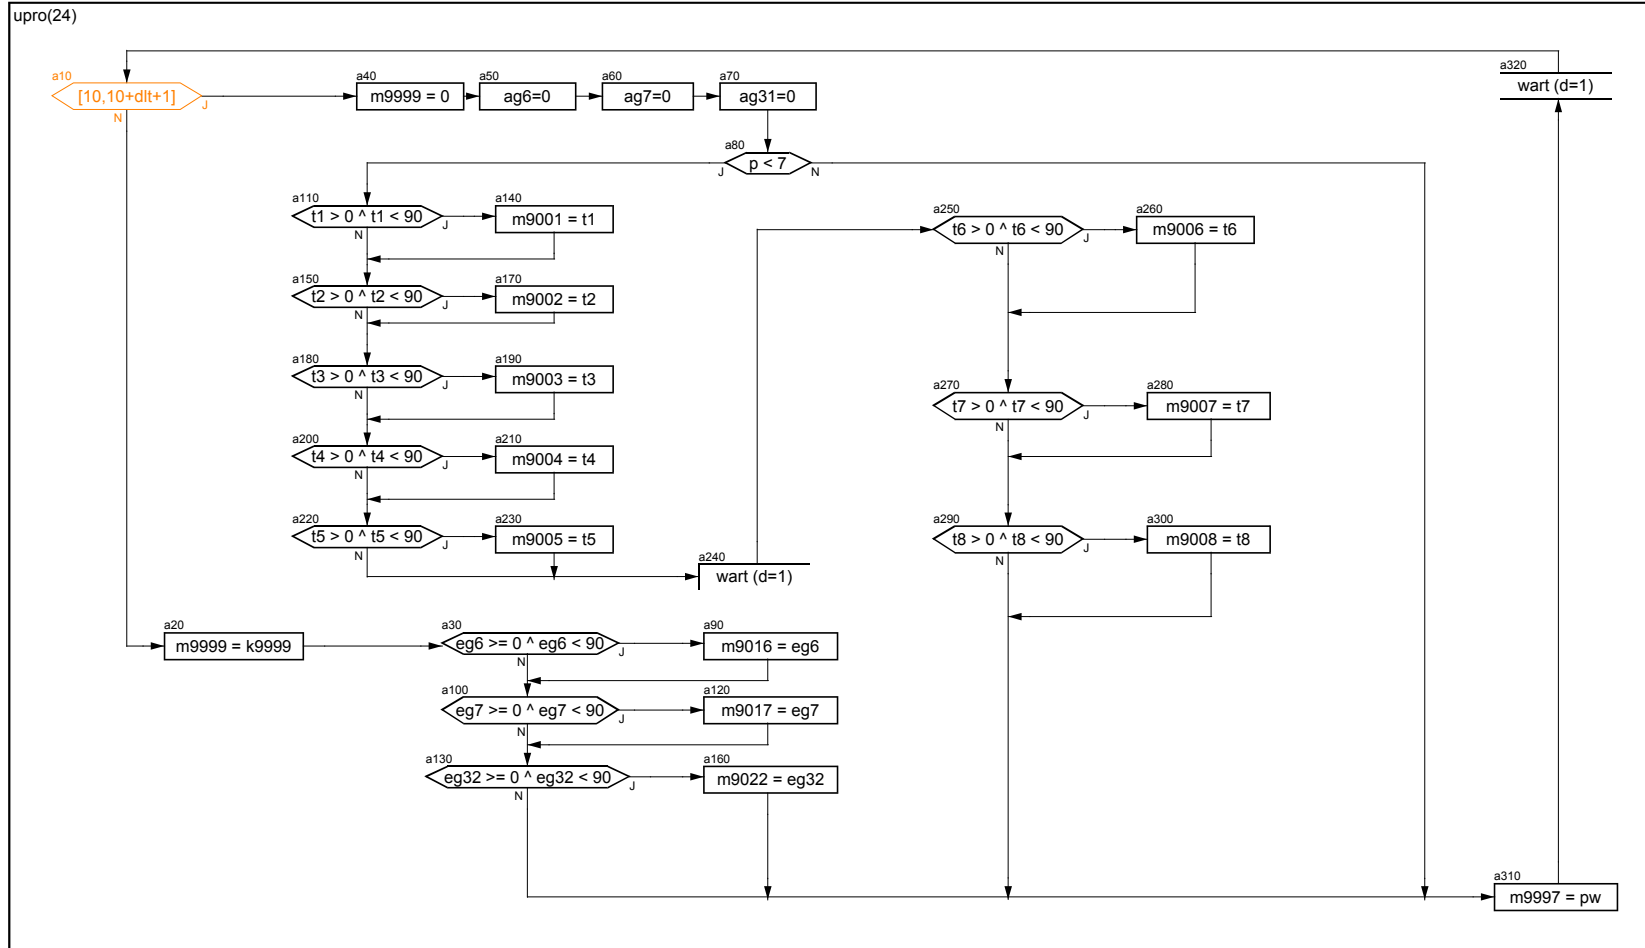 upro(24)
a10
[10,10+dlt+1]
J
N
a40
m9999 = 0
a50
ag6=0
a60
ag7=0
a70
ag31=0
a320
wart (d=1)
a80
p < 7
J
N
a110
t1 > 0 ^ t1 < 90
J
N
a140
m9001 = t1
a150
t2 > 0 ^ t2 < 90
J
N
a170
m9002 = t2
a180
t3 > 0 ^ t3 < 90
J
N
a190
m9003 = t3
a200
t4 > 0 ^ t4 < 90
J
N
a210
m9004 = t4
a220
t5 > 0 ^ t5 < 90
J
N
a230
m9005 = t5
a240
wart (d=1)
a250
t6 > 0 ^ t6 < 90
J
N
a260
m9006 = t6
a270
t7 > 0 ^ t7 < 90
J
N
a280
m9007 = t7
a290
t8 > 0 ^ t8 < 90
J
N
a300
m9008 = t8
a20
m9999 = k9999
a30
eg6 >= 0 ^ eg6 < 90
J
N
a90
m9016 = eg6
a100
eg7 >= 0 ^ eg7 < 90
J
N
a120
m9017 = eg7
a130
eg32 >= 0 ^ eg32 < 90
J
N
a160
m9022 = eg32
a310
m9997 = pw